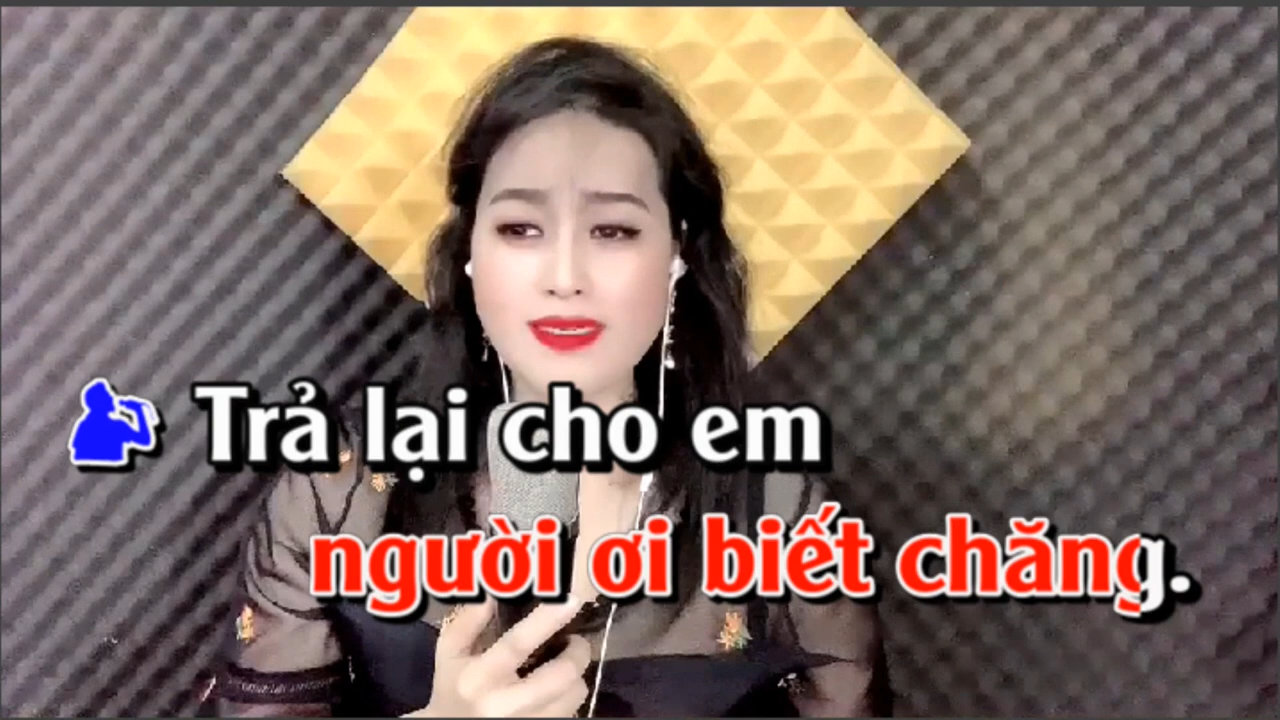 Trả lại cho em
người ơi biết chăng.